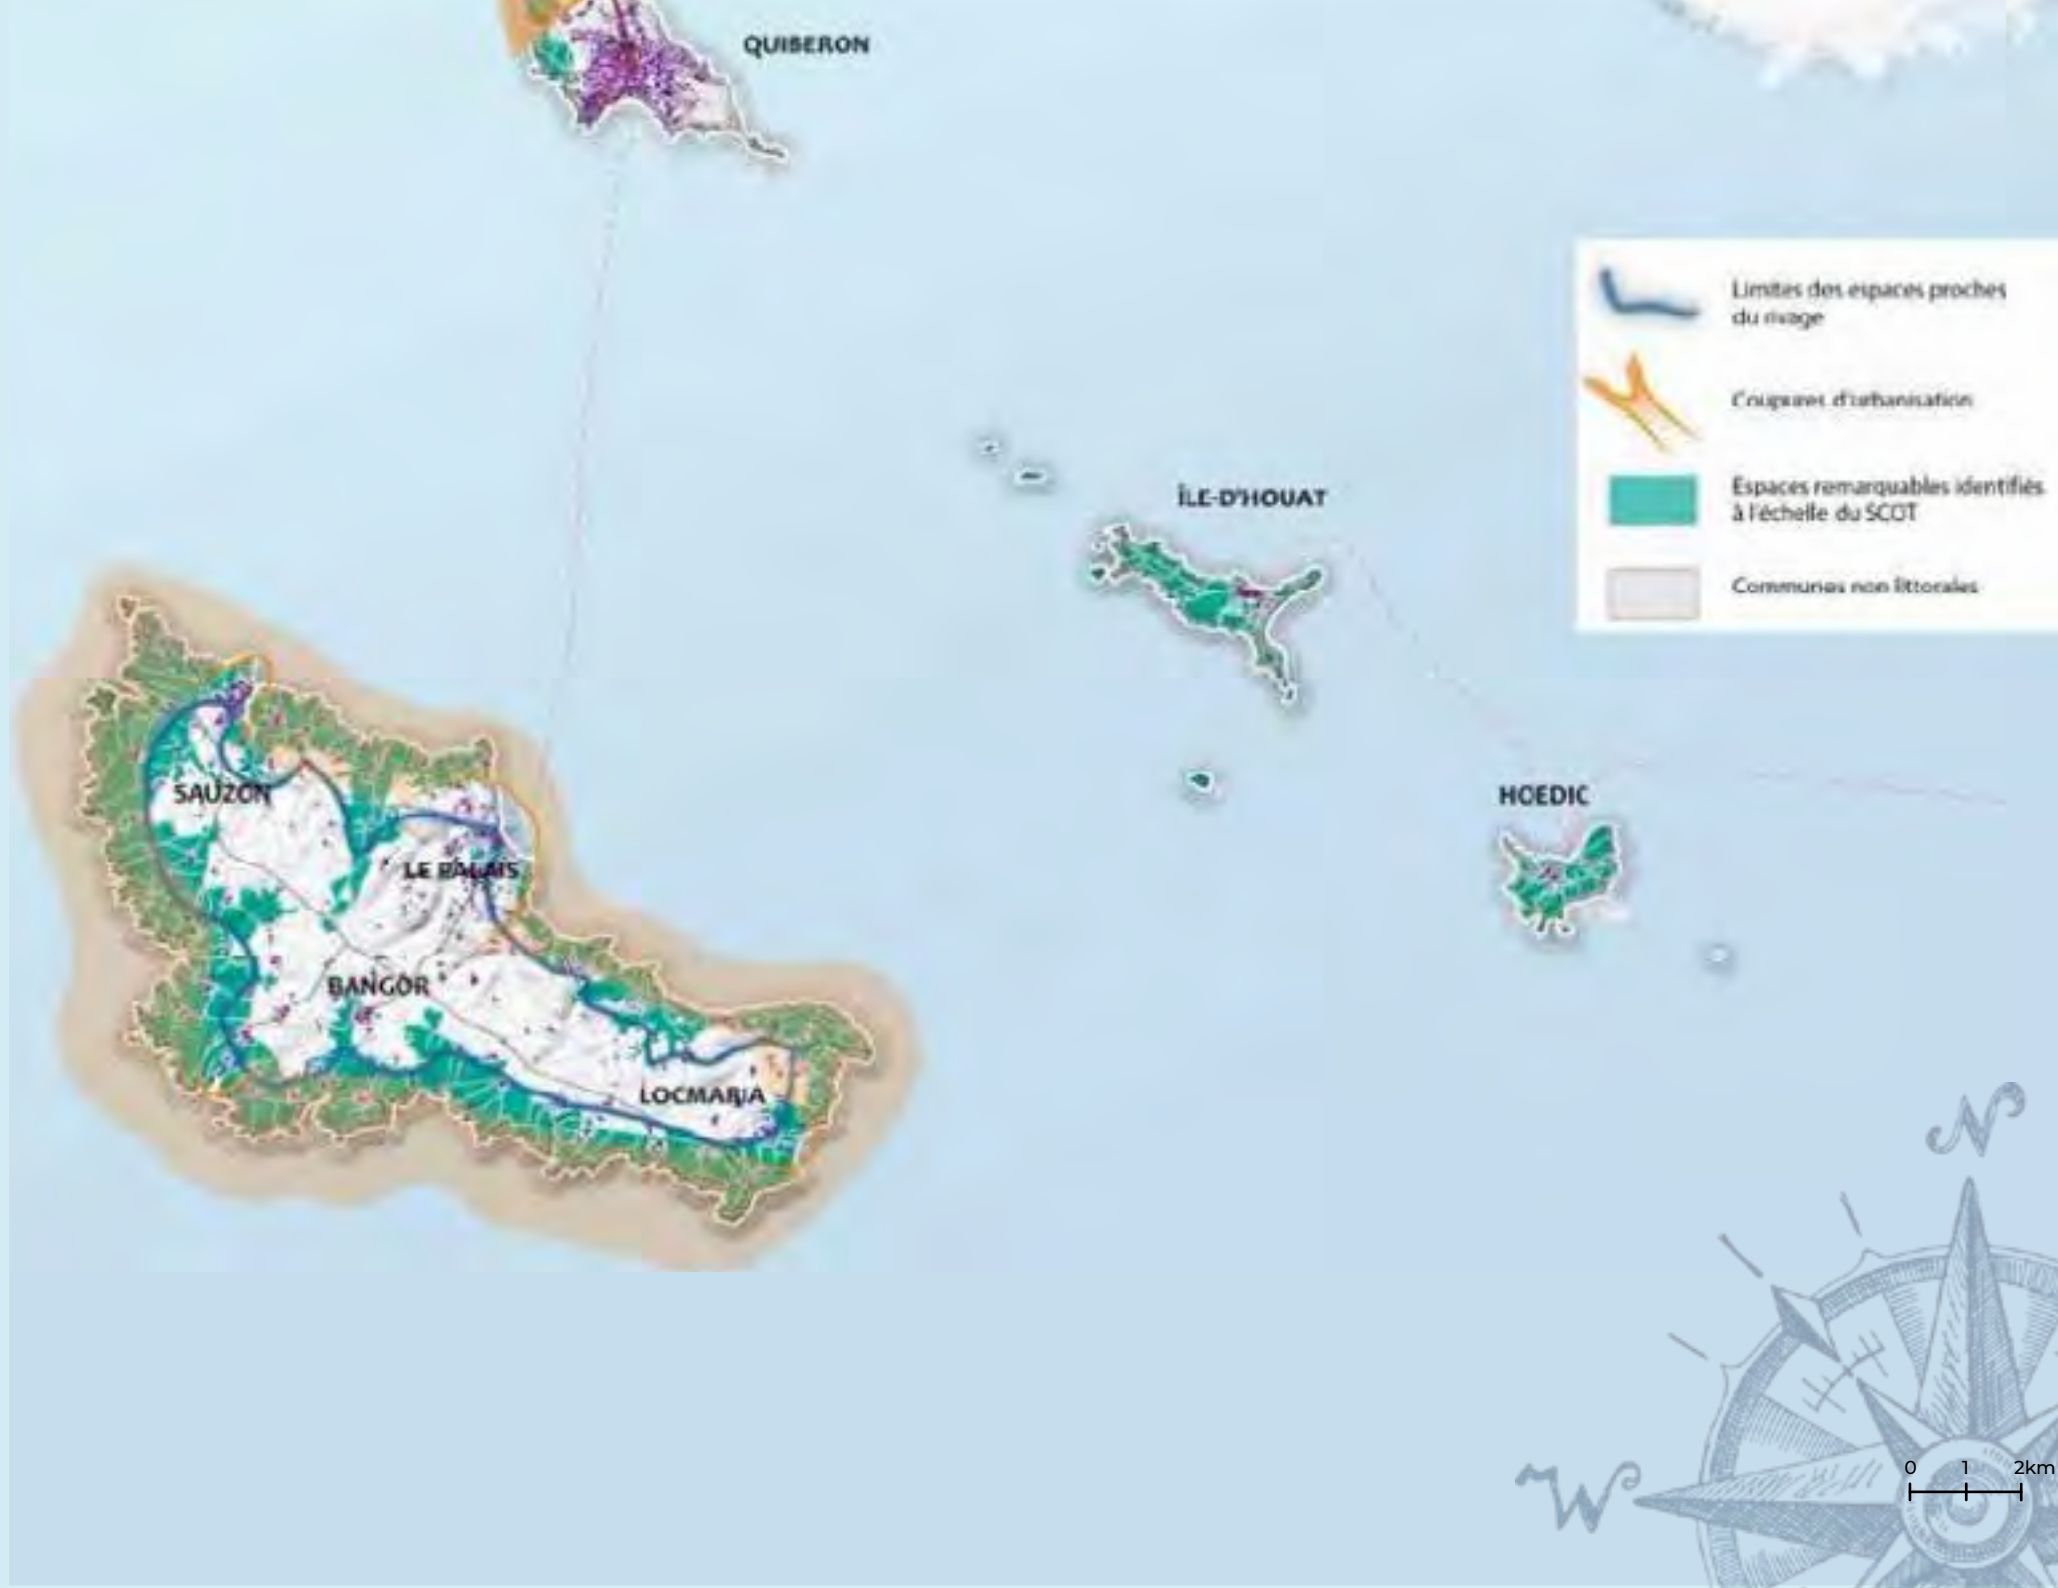 QUIBERON
Limites des espaces proches
du rivage
Coupures d'urbanisation
ÎLE-D'HOUAT
Espaces remarquables identifiés
à l'échelle du SCOT
Communes non littorales
SAUZON
HOEDIC
LE PALAIS
BANGOR
LOCMARIA
N
W
0 1 2km